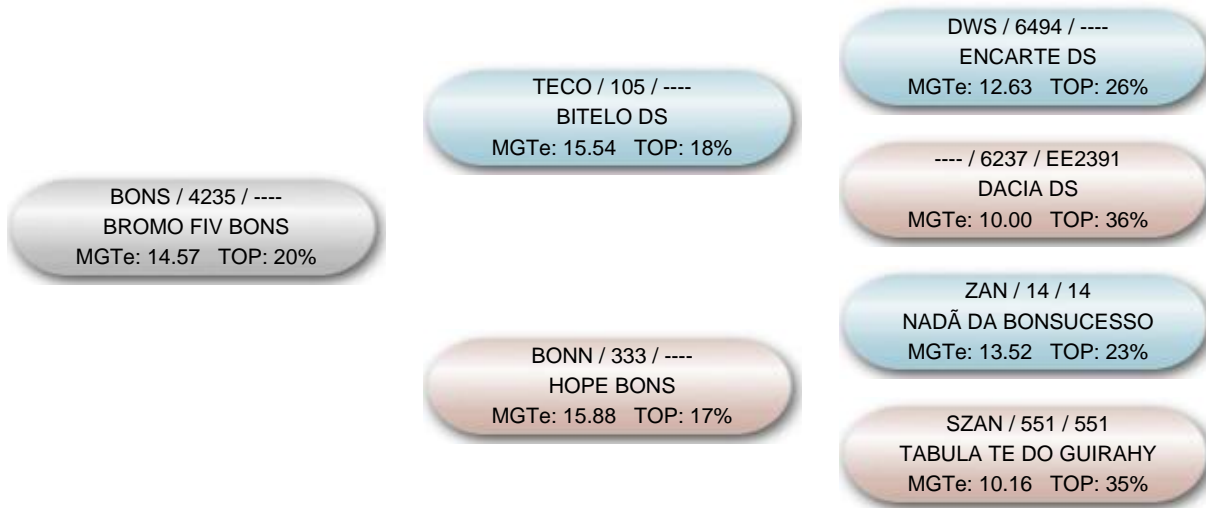 BONS / 4235 / ----
BROMO FIV BONS
MGTe: 14.57 TOP: 20%
TECO / 105 / ----
BITELO DS
MGTe: 15.54 TOP: 18%
BONN / 333 / ----
HOPE BONS
MGTe: 15.88 TOP: 17%
DWS / 6494 / ----
ENCARTE DS
MGTe: 12.63 TOP: 26%
---- / 6237 / EE2391
DACIA DS
MGTe: 10.00 TOP: 36%
ZAN / 14 / 14
NADÃ DA BONSUCESSO
MGTe: 13.52 TOP: 23%
SZAN / 551 / 551
TABULA TE DO GUIRAHY
MGTe: 10.16 TOP: 35%